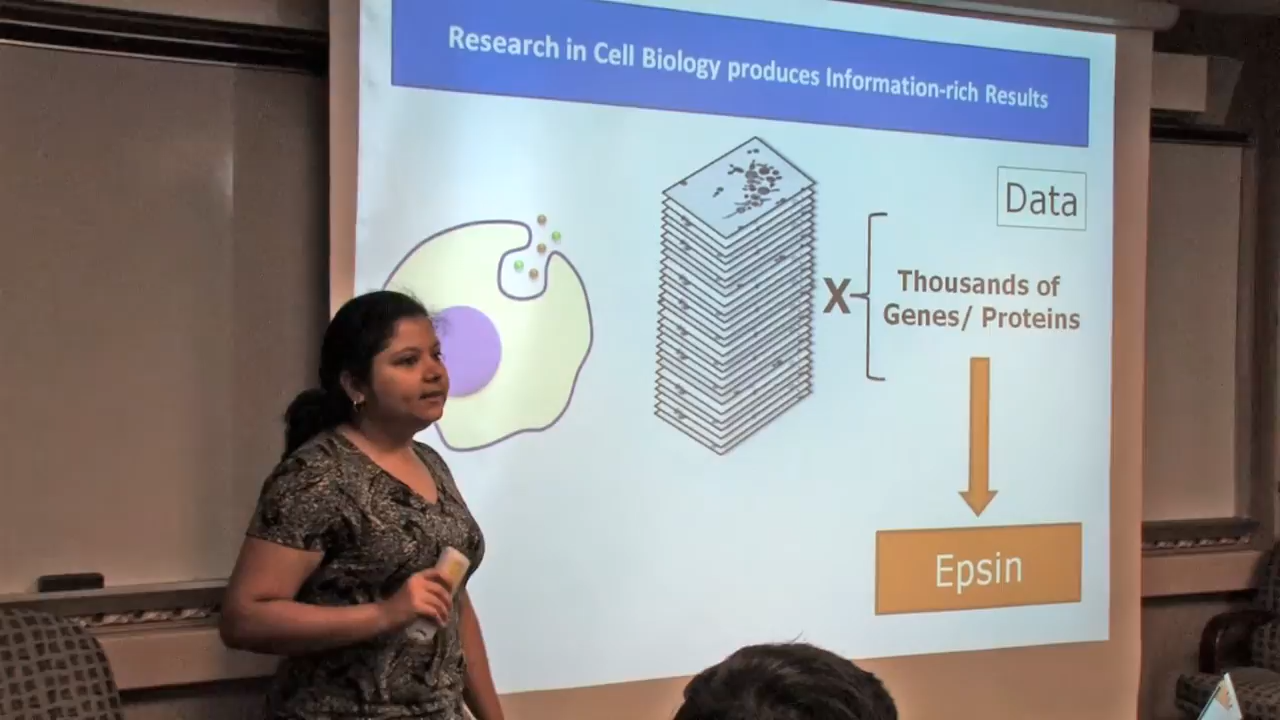 Research in Cell Biology produces Information-rich Results
Data
X
Thousands of
Genes/ Proteins
Epsin